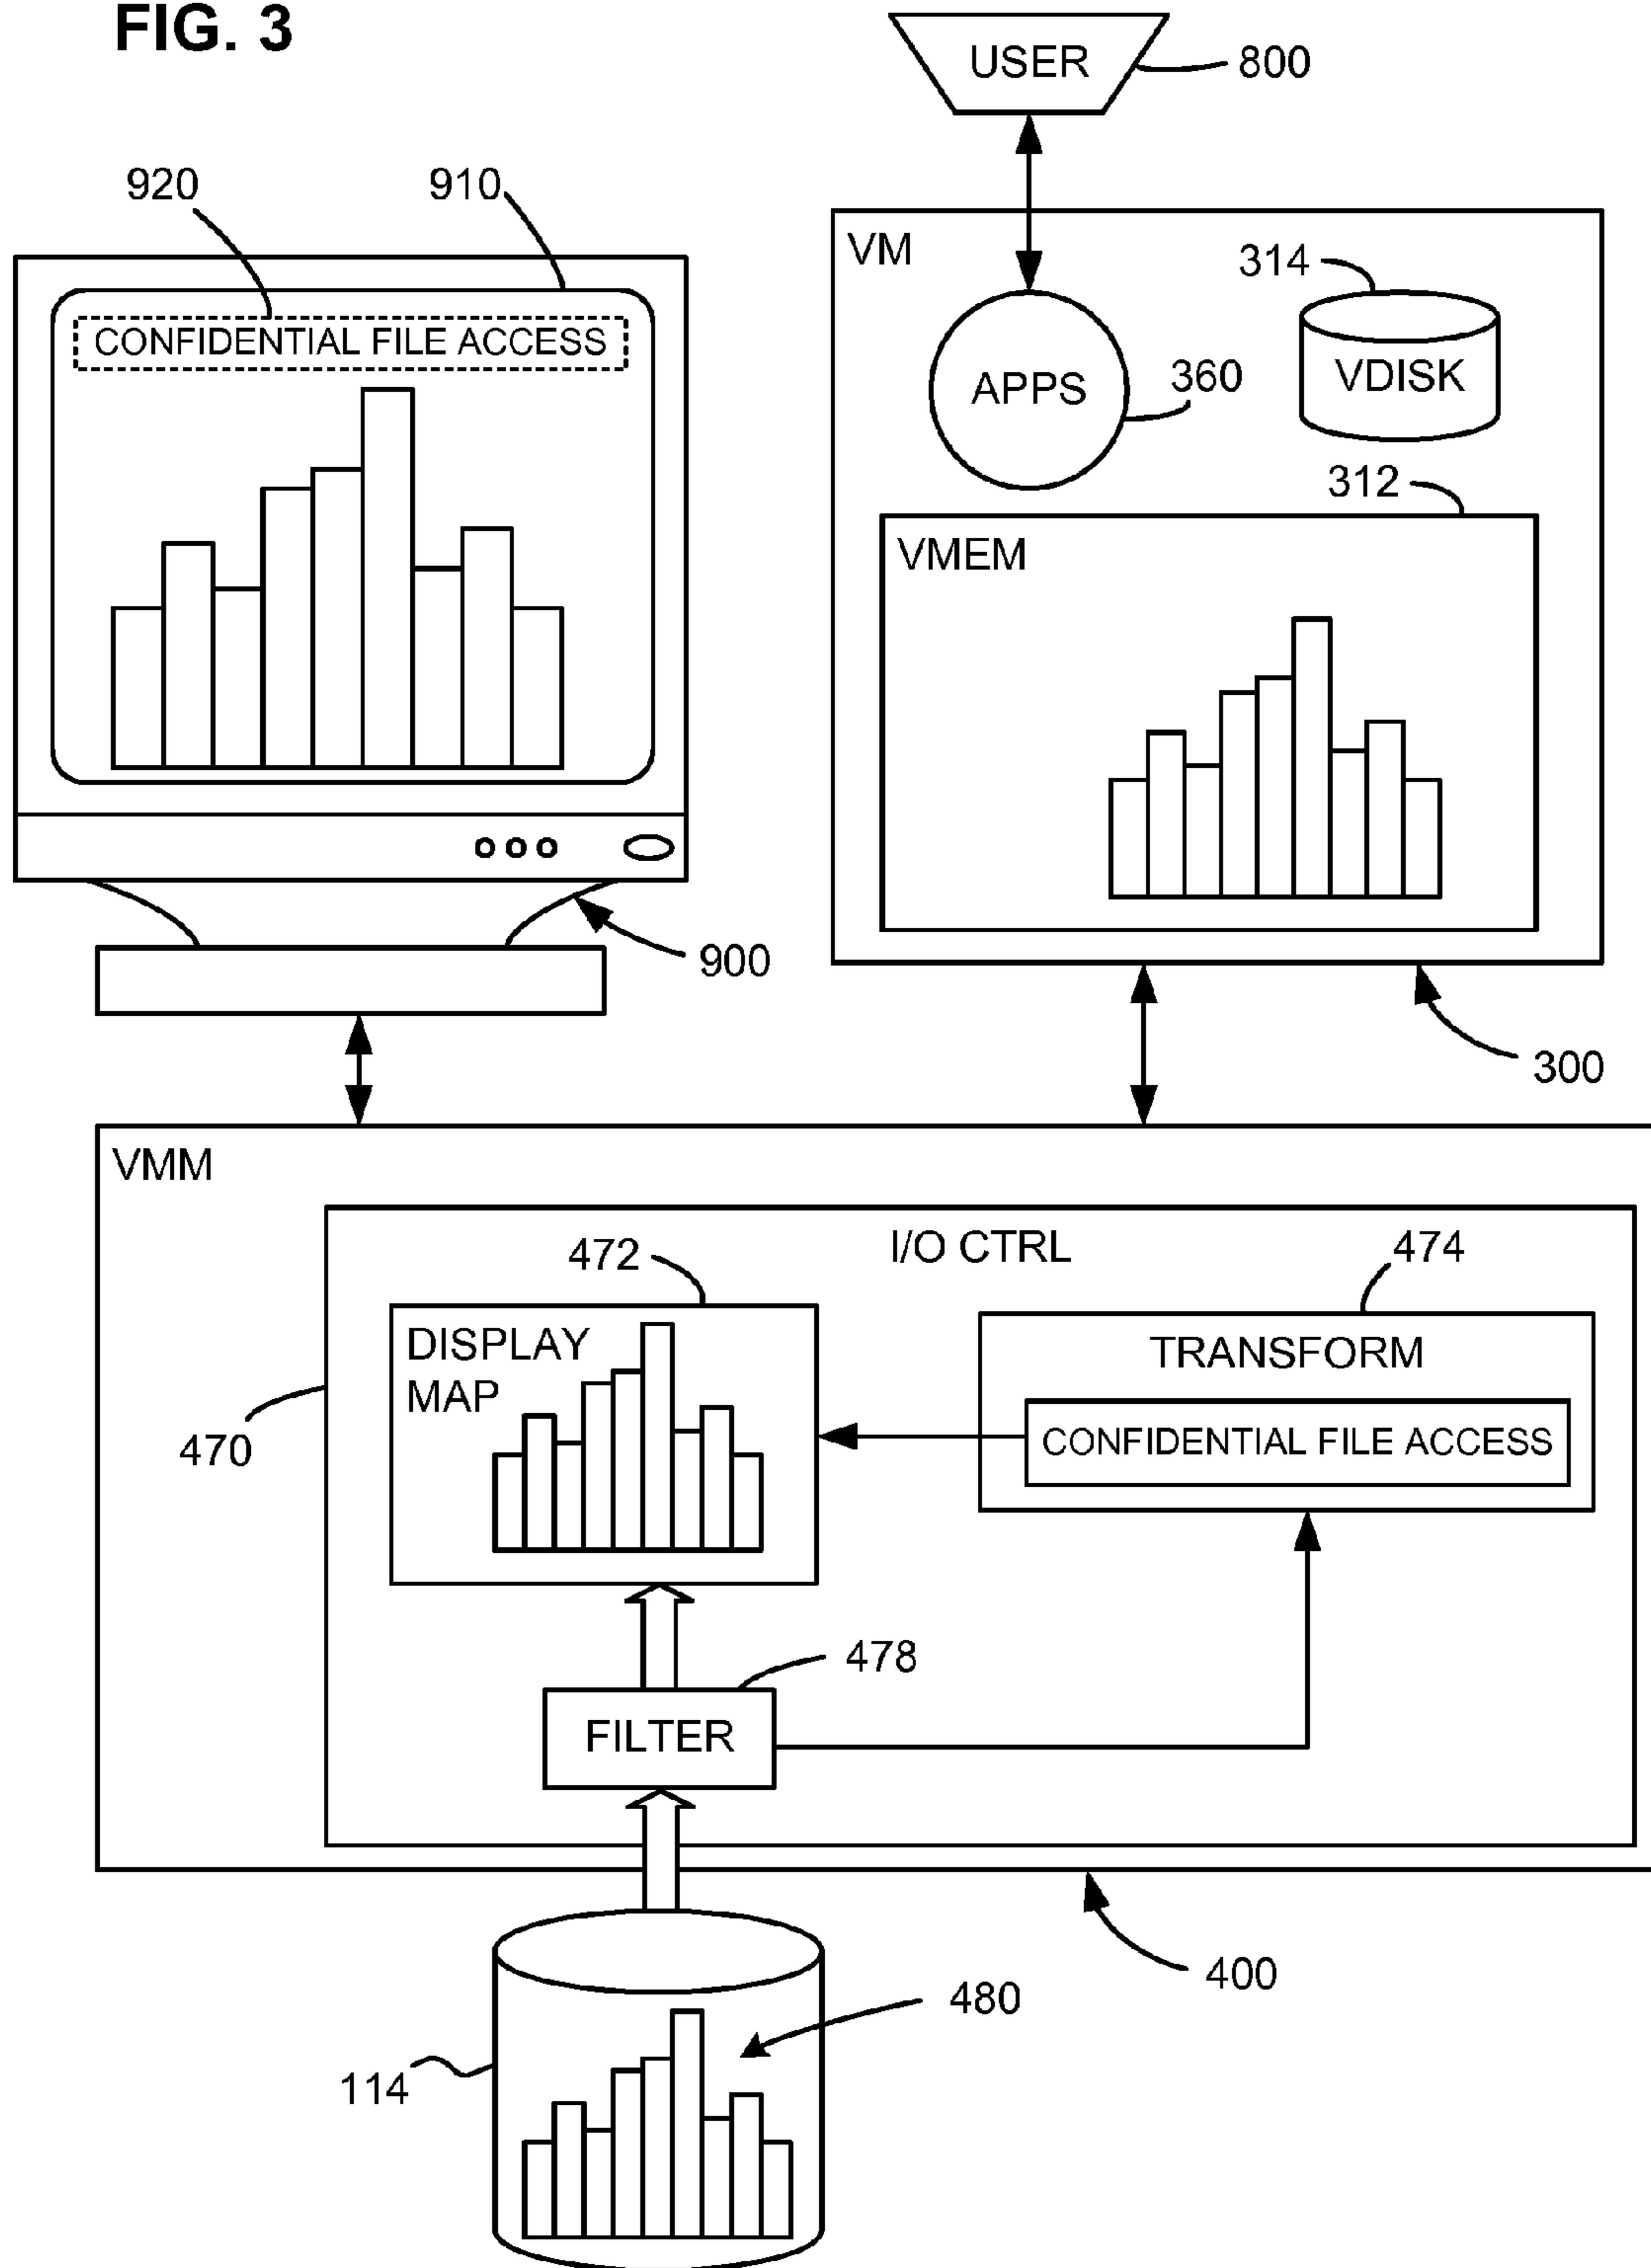 FIG. 3
USER
800
920
910
VM
314
CONFIDENTIAL FILE ACCESS
APPS
360
VDISK
312
VMEM
900
300
VMM
I/O CTRL
472
474
DISPLAY
MAP
TRANSFORM
CONFIDENTIAL FILE ACCESS
470
478
FILTER
400
480
114